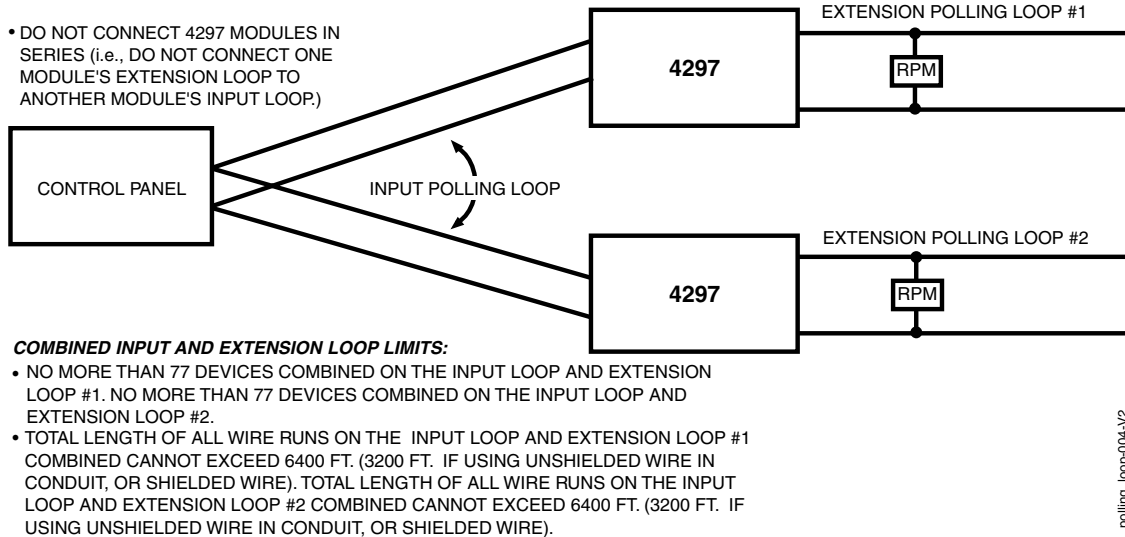 • DO NOT CONNECT 4297 MODULES IN
SERIES (i.e., DO NOT CONNECT ONE
MODULE'S EXTENSION LOOP TO
ANOTHER MODULE'S INPUT LOOP.)
EXTENSION POLLING LOOP #1
4297
RPM
CONTROL PANEL
INPUT POLLING LOOP
EXTENSION POLLING LOOP #2
4297
RPM
COMBINED INPUT AND EXTENSION LOOP LIMITS:
• NO MORE THAN 77 DEVICES COMBINED ON THE INPUT LOOP AND EXTENSION
LOOP #1. NO MORE THAN 77 DEVICES COMBINED ON THE INPUT LOOP AND
EXTENSION LOOP #2.
• TOTAL LENGTH OF ALL WIRE RUNS ON THE INPUT LOOP AND EXTENSION LOOP #1
COMBINED CANNOT EXCEED 6400 FT. (3200 FT. IF USING UNSHIELDED WIRE IN
CONDUIT, OR SHIELDED WIRE). TOTAL LENGTH OF ALL WIRE RUNS ON THE INPUT
LOOP AND EXTENSION LOOP #2 COMBINED CANNOT EXCEED 6400 FT. (3200 FT. IF
USING UNSHIELDED WIRE IN CONDUIT, OR SHIELDED WIRE).
polling_loop-004-V2